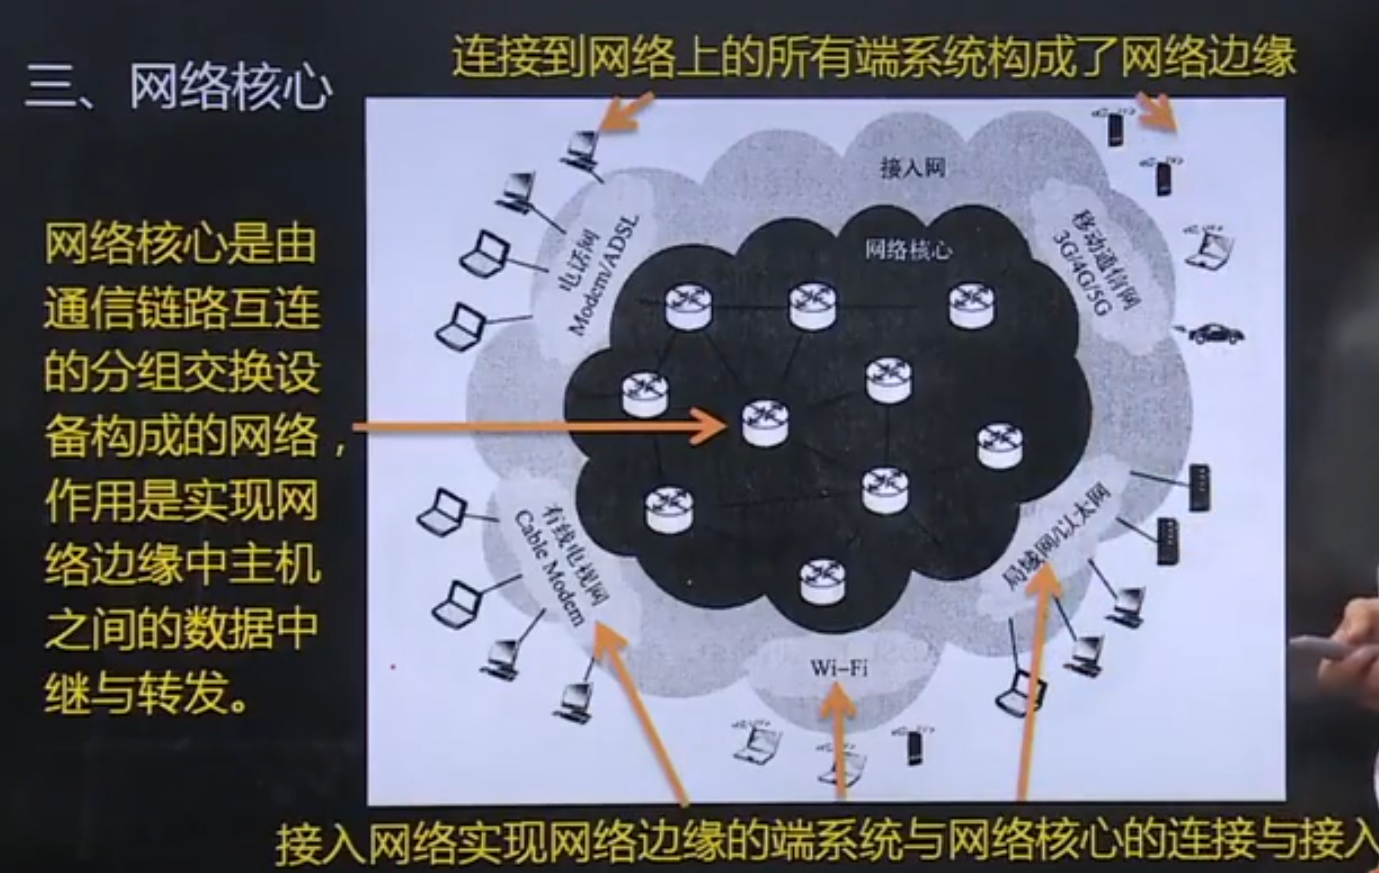 三、网络核心
连接到网络上的所有端系统构成了网络边缘
网络核心是由
通信链路互连
的分组交换设
备构成的网络，
作用是实现网
络边缘中主机
之间的数据中
继与转发。
接入网
网络核心
电话网
Modem/ADSL
移动通信网
3G/4G/5G
有线电视网
Cable Modem
局域网/以太网
Wi-Fi
接入网络实现网络边缘的端系统与网络核心的连接与接入